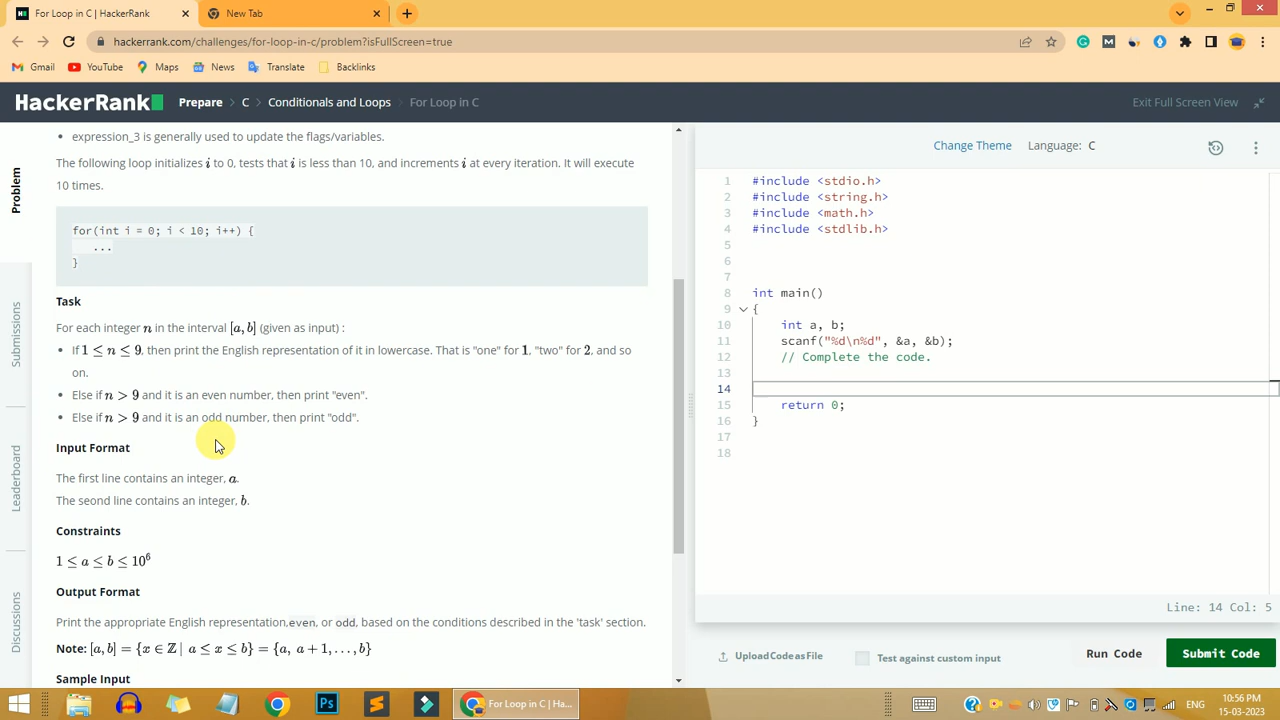 For Loop in C | HackerRank
New Tab
hackerrank.com/challenges/for-loop-in-c/problem?isFullScreen=true
Gmail
YouTube
Maps
News
Translate
Backlinks
HackerRank
Prepare > C > Conditionals and Loops > For Loop in C
Exit Full Screen View
Problem
Submissions
Leaderboard
Discussions
• expression_3 is generally used to update the flags/variables.
The following loop initializes i to 0, tests that i is less than 10, and increments i at every iteration. It will execute
10 times.
for(int i = 0; i < 10; i++) {
...
}
Task
For each integer n in the interval [a, b] (given as input) :
• If 1 ≤ n ≤ 9, then print the English representation of it in lowercase. That is "one" for 1, "two" for 2, and so
on.
• Else if n > 9 and it is an even number, then print "even".
• Else if n > 9 and it is an odd number, then print "odd".
Input Format
The first line contains an integer, a.
The seond line contains an integer, b.
Constraints
1 ≤ a ≤ b ≤ 10⁶
Output Format
Print the appropriate English representation,even, or odd, based on the conditions described in the 'task' section.
Note: [a, b] = {x ∈ ℤ | a ≤ x ≤ b} = {a, a + 1, . . . , b}
Sample Input
Change Theme
Language: C
1 #include <stdio.h>
2 #include <string.h>
3 #include <math.h>
4 #include <stdlib.h>
5
6
7
8 int main()
9 {
10 int a, b;
11 scanf("%d\n%d", &a, &b);
12 // Complete the code.
13
14
15 return 0;
16 }
17
18
Line: 14 Col: 5
Upload Code as File
Test against custom input
Run Code
Submit Code
Ps
For Loop in C | Ha...
ENG
10:56 PM
15-03-2023